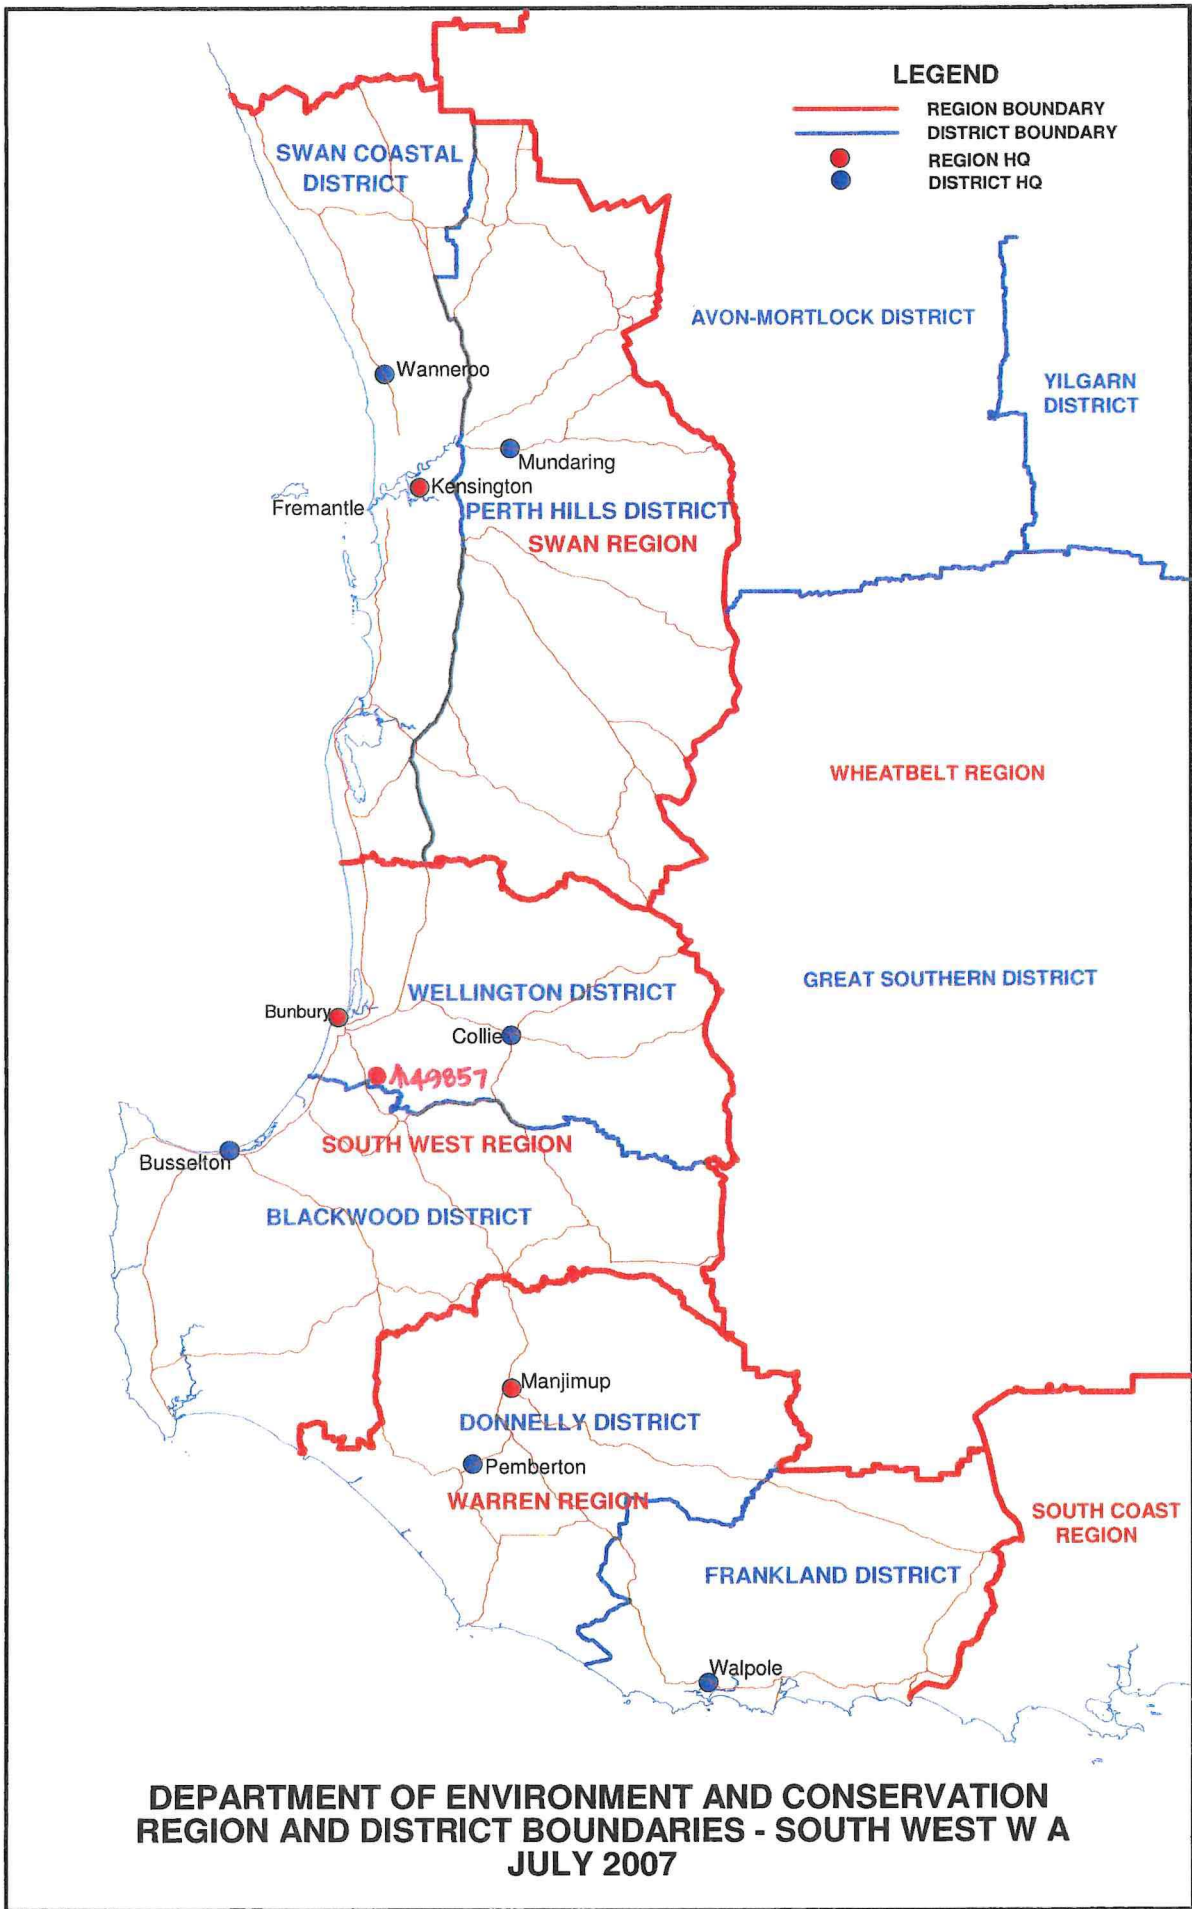 LEGEND
REGION BOUNDARY
DISTRICT BOUNDARY
REGION HQ
DISTRICT HQ
SWAN COASTAL
DISTRICT
AVON-MORTLOCK DISTRICT
Wanneroo
YILGARN
DISTRICT
Mundaring
Kensington
Fremantle
PERTH HILLS DISTRICT
SWAN REGION
WHEATBELT REGION
WELLINGTON DISTRICT
GREAT SOUTHERN DISTRICT
Bunbury
Collie
A49857
SOUTH WEST REGION
Busselton
BLACKWOOD DISTRICT
Manjimup
DONNELLY DISTRICT
Pemberton
WARREN REGION
SOUTH COAST
REGION
FRANKLAND DISTRICT
Walpole
DEPARTMENT OF ENVIRONMENT AND CONSERVATION
REGION AND DISTRICT BOUNDARIES - SOUTH WEST W A
JULY 2007